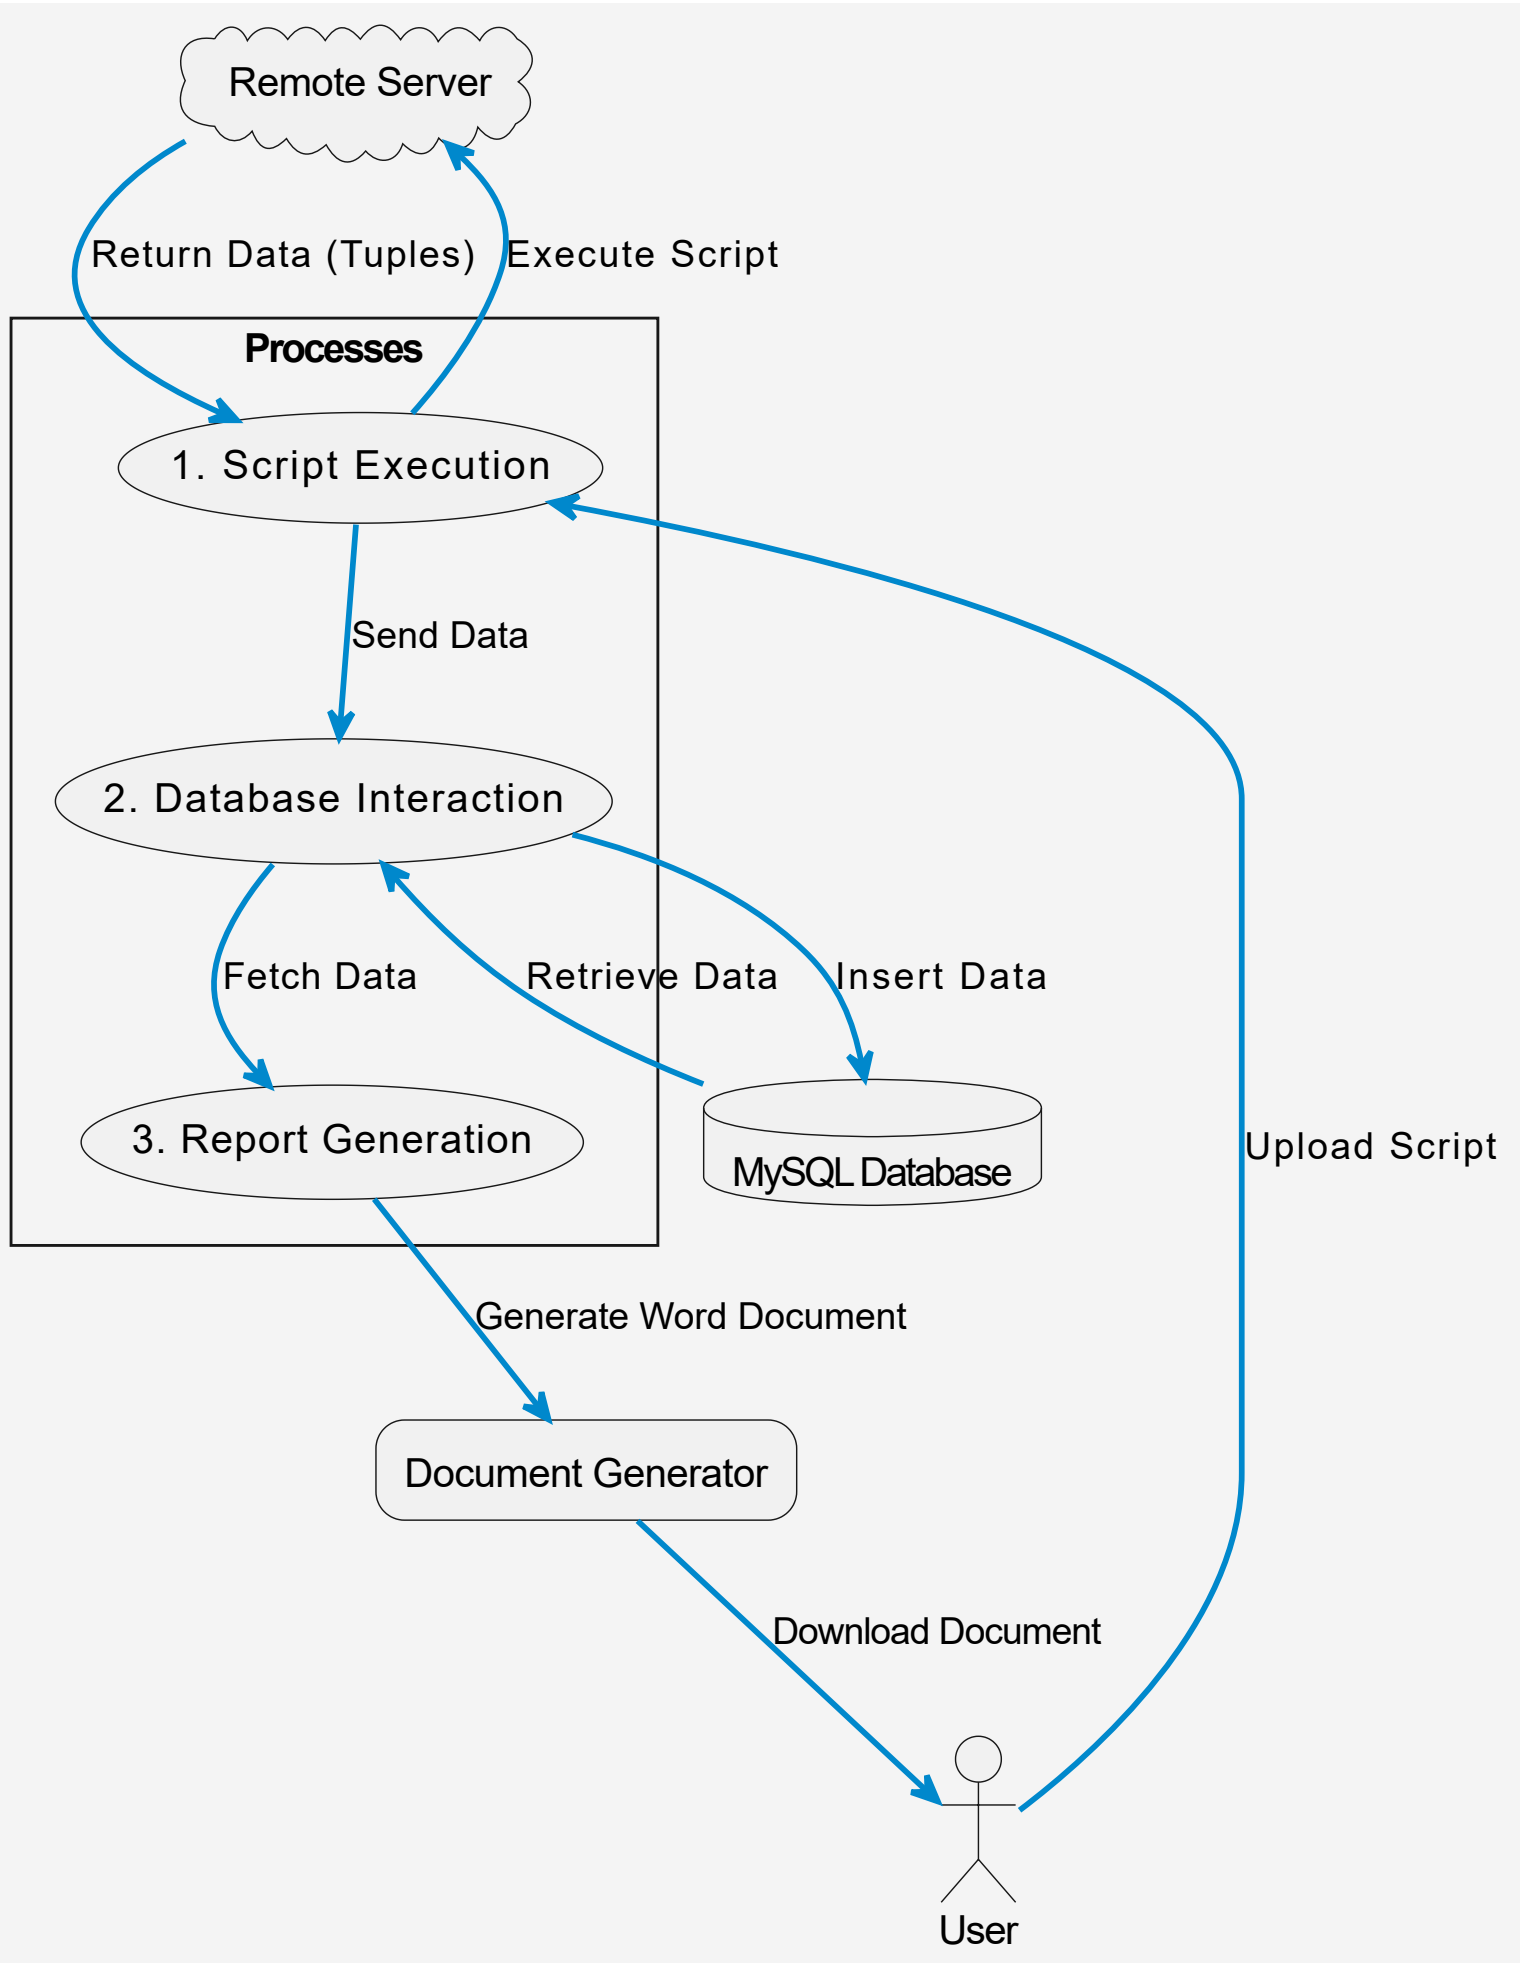 Remote Server
Return Data (Tuples)
Execute Script
Processes
1. Script Execution
Send Data
2. Database Interaction
Fetch Data
Retrieve Data
Insert Data
3. Report Generation
MySQL Database
Upload Script
Generate Word Document
Document Generator
Download Document
User